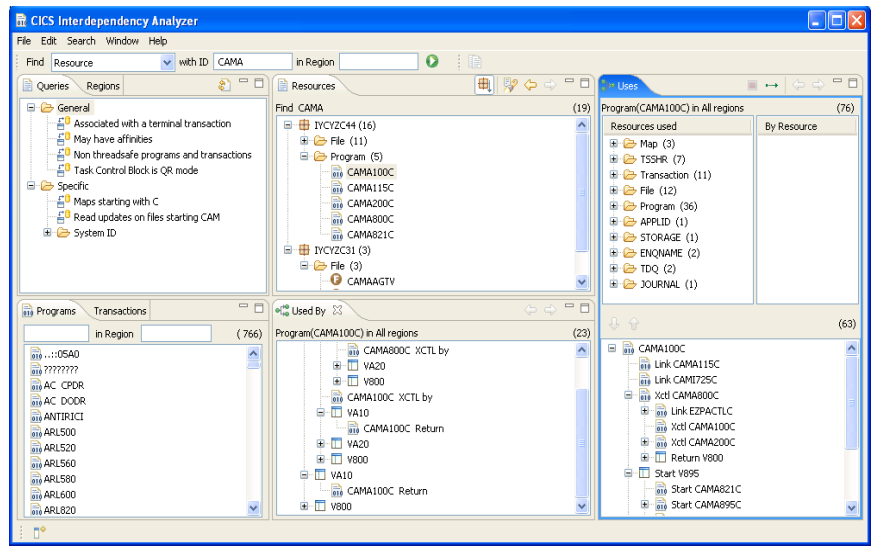 CICS Interdependency Analyzer
File Edit Search Window Help
Find Resource with ID CAMA in Region
Queries Regions
General
Associated with a terminal transaction
May have affinities
Non threadsafe programs and transactions
Task Control Block is QR mode
Specific
Maps starting with C
Read updates on files starting CAM
System ID
Resources
Find CAMA (19)
IYCYZC44 (16)
File (11)
Program (5)
CAMA100C
CAMA115C
CAMA200C
CAMA800C
CAMA821C
IYCYZC31 (3)
File (3)
CAMAAGTV
Uses
Program(CAMA100C) in All regions (76)
Resources used By Resource
Map (3)
TSSHR (7)
Transaction (11)
File (12)
Program (36)
APPLID (1)
STORAGE (1)
ENQNAME (2)
TDQ (2)
JOURNAL (1)
(63)
CAMA100C
Link CAMA115C
Link CAMI725C
Xctl CAMA800C
Link EZPACTLC
Xctl CAMA100C
Xctl CAMA200C
Return V800
Start V895
Start CAMA821C
Start CAMA895C
Programs Transactions
in Region (766)
..::05A0
????????
AC CPDR
AC DODR
ANTIRICI
ARL500
ARL520
ARL560
ARL580
ARL600
ARL820
Used By
Program(CAMA100C) in All regions (23)
CAMA800C XCTL by
VA20
V800
CAMA100C XCTL by
VA10
CAMA100C Return
VA20
V800
VA10
CAMA100C Return
V800